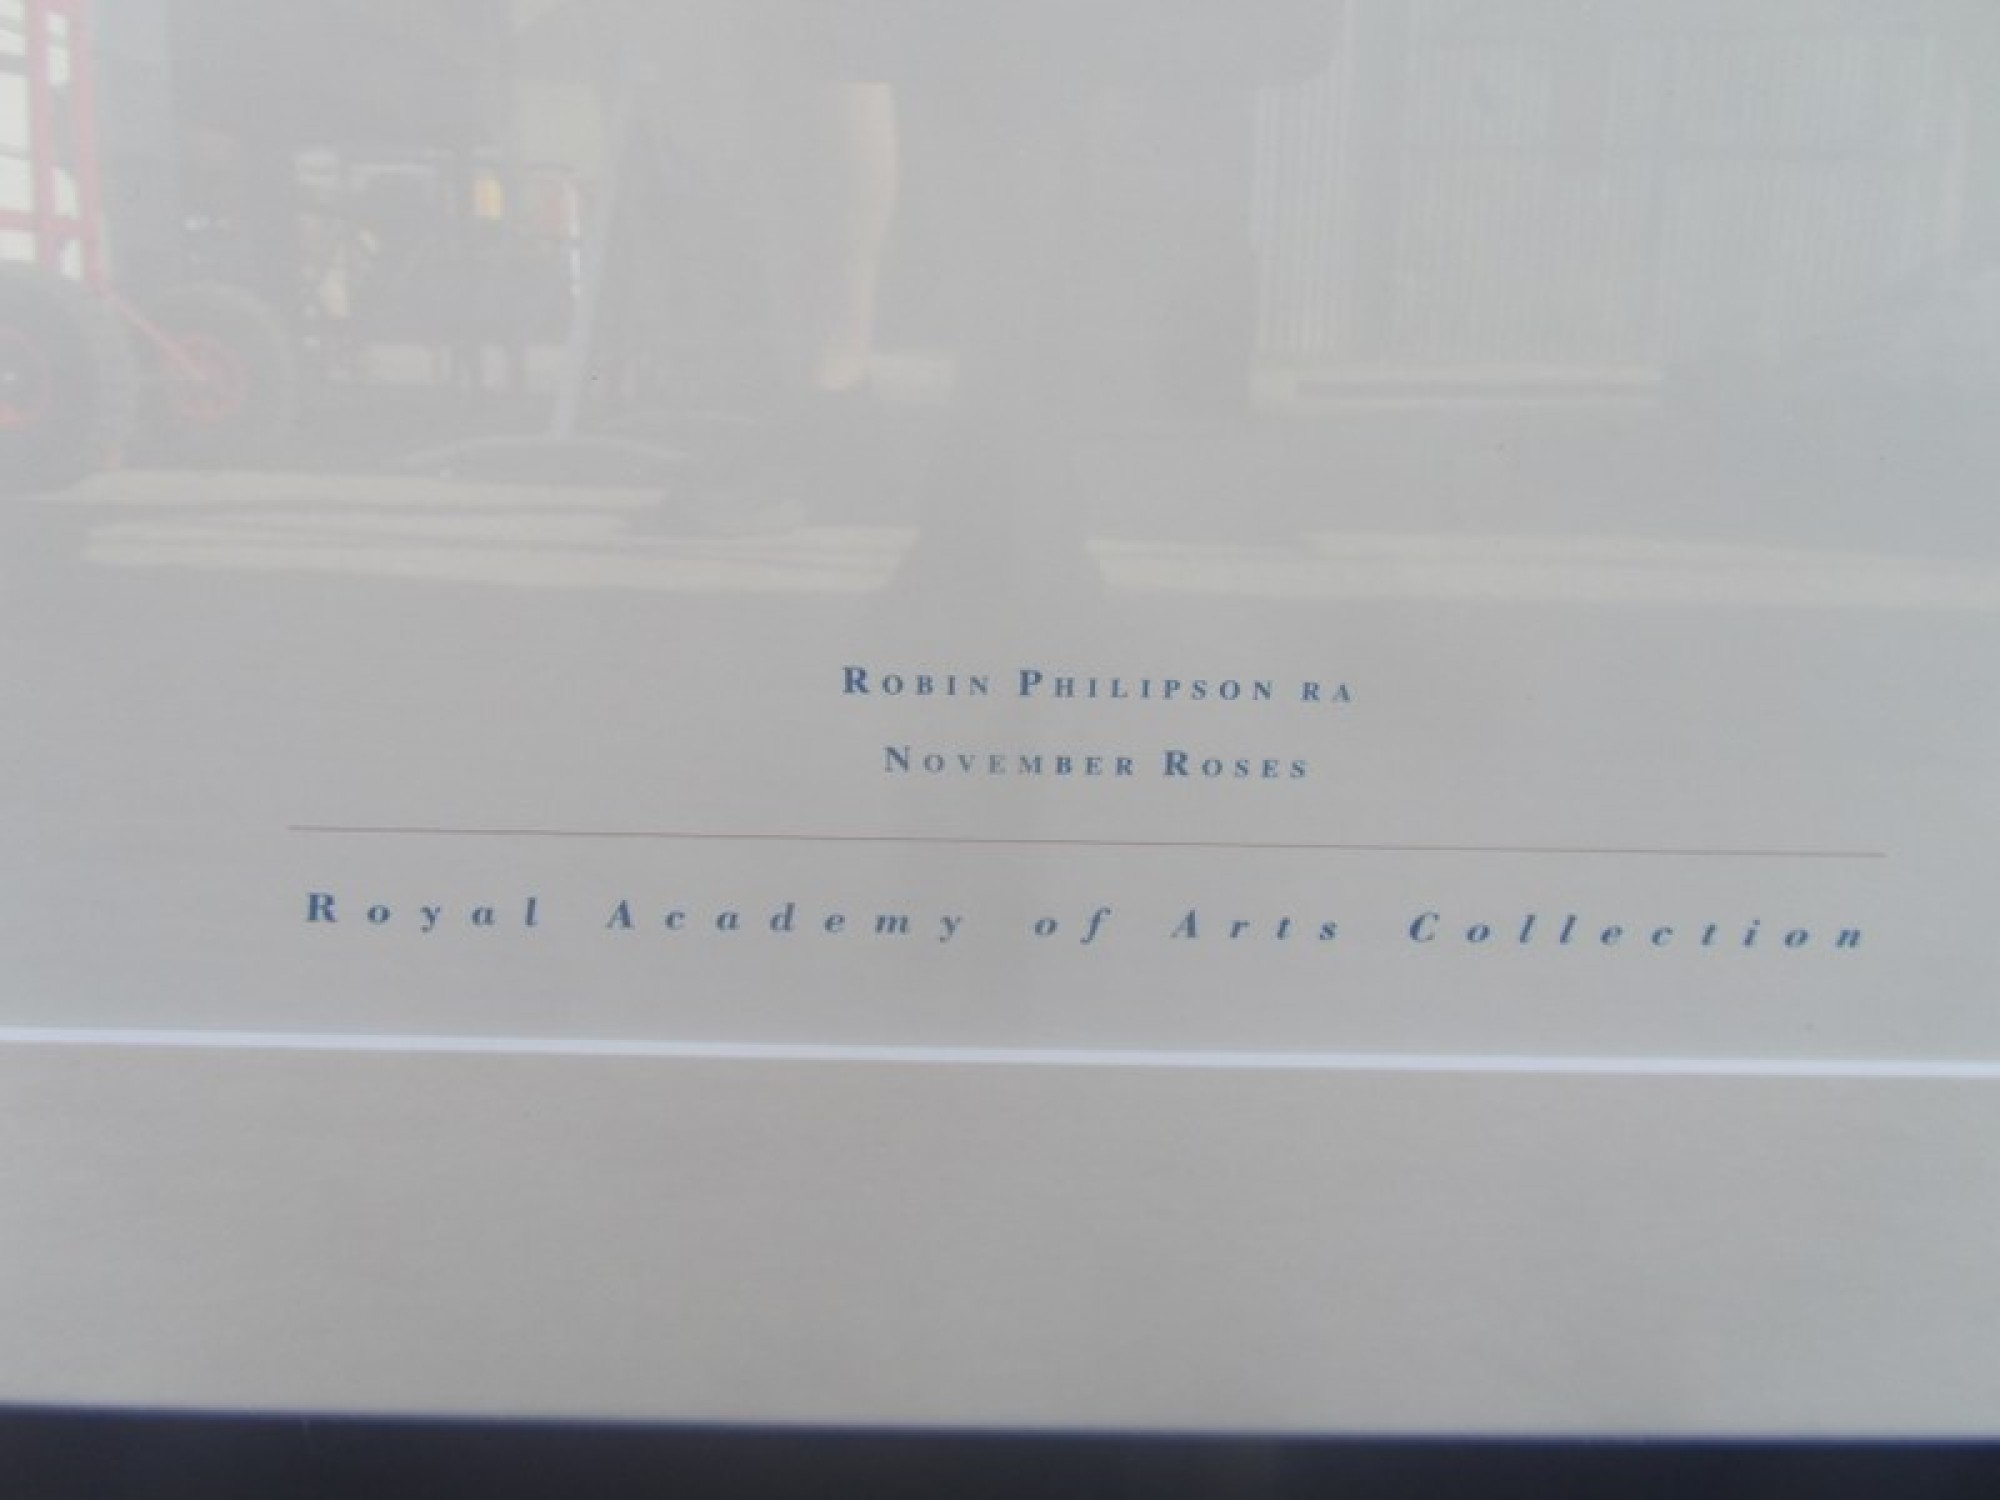 ROBIN PHILIPSON RA
NOVEMBER ROSES
Royal Academy of Arts Collection